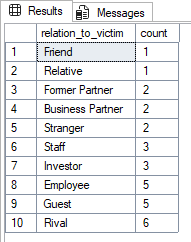 Results Messages
relation_to_victim count
1 Friend 1
2 Relative 1
3 Former Partner 2
4 Business Partner 2
5 Stranger 2
6 Staff 3
7 Investor 3
8 Employee 5
9 Guest 5
10 Rival 6